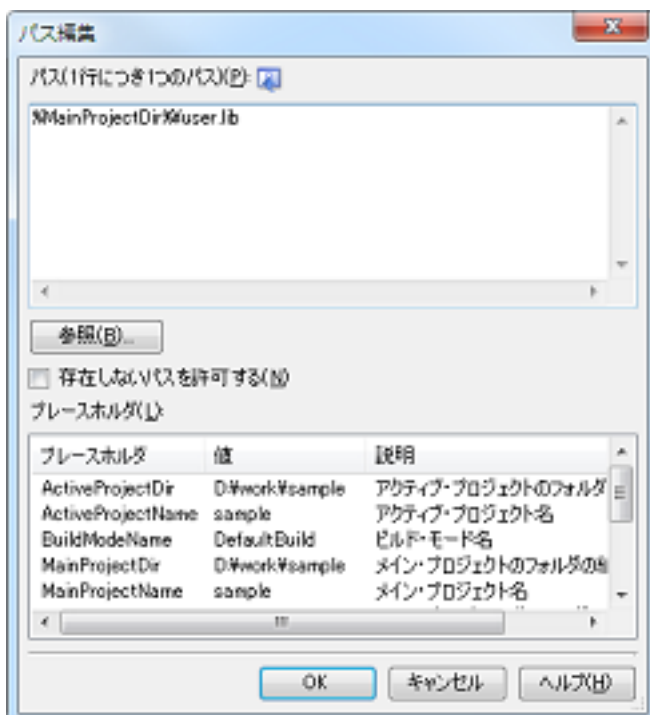 パス編集
パス(1行につき1つのパス)(P):
%MainProjectDir%¥user.lib
参照(B)...
存在しないパスを許可する(N)
プレースホルダ(L):
プレースホルダ 値 説明
ActiveProjectDir D:¥work¥sample アクティブ・プロジェクトのフォルダ
ActiveProjectName sample アクティブ・プロジェクト名
BuildModeName DefaultBuild ビルド・モード名
MainProjectDir D:¥work¥sample メイン・プロジェクトのフォルダの
MainProjectName sample メイン・プロジェクト名
OK キャンセル ヘルプ(H)